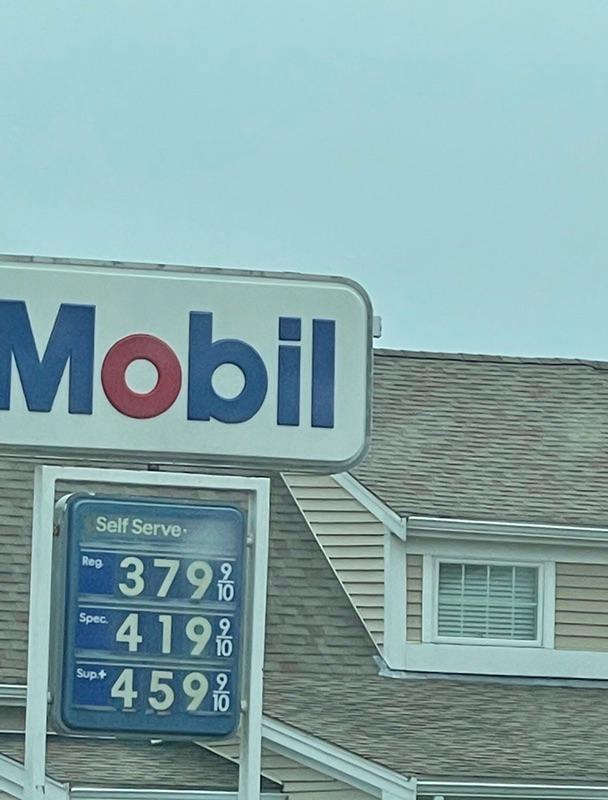 Mobil
Self Serve
Reg. 379 9/10
Spec. 419 9/10
Sup.+ 459 9/10